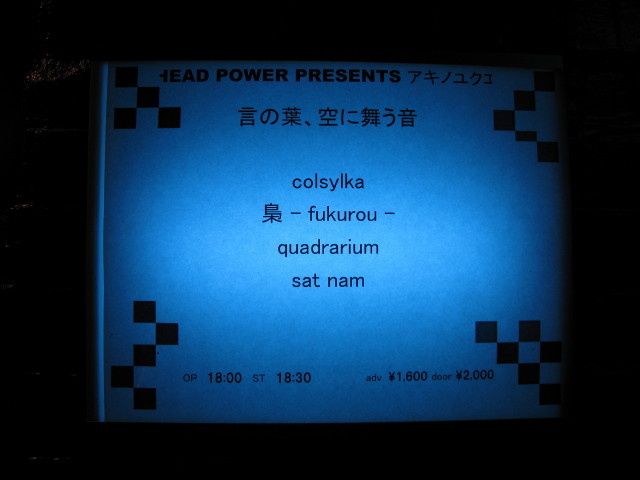 HEAD POWER PRESENTS アキノユクエ
言の葉、空に舞う音
colsylka
梟 - fukurou -
quadrarium
sat nam
OP 18:00 ST 18:30 adv ¥1,600 door ¥2,000